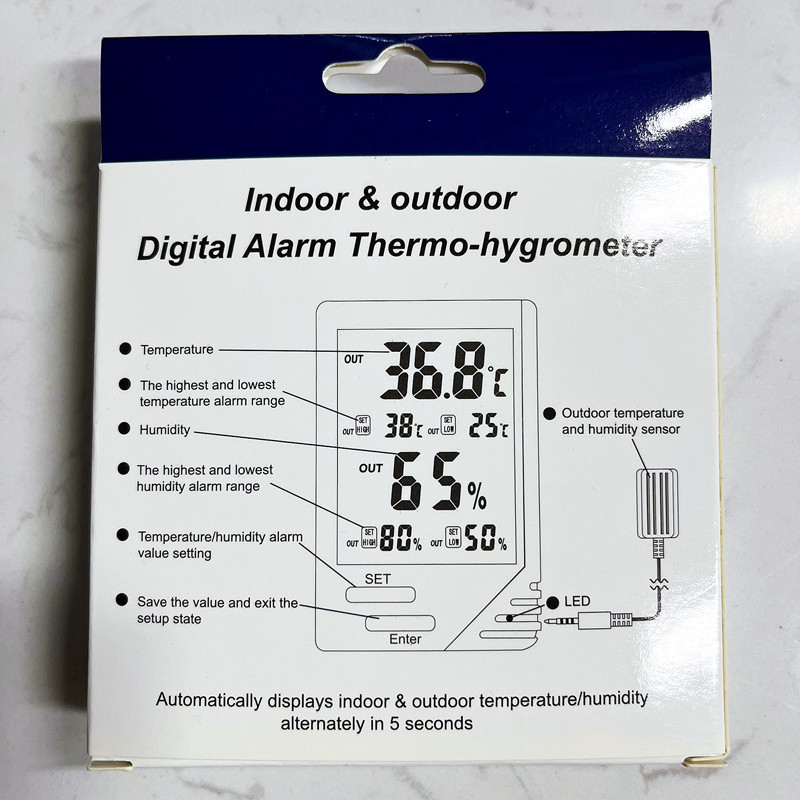 Indoor & outdoor
Digital Alarm Thermo-hygrometer
Temperature
The highest and lowest
temperature alarm range
Humidity
The highest and lowest
humidity alarm range
Temperature/humidity alarm
value setting
Save the value and exit the
setup state
OUT 36.8°C
OUT SET HIGH 38°C OUT SET LOW 25°C
OUT 65%
OUT SET HIGH 80% OUT SET LOW 50%
SET
Enter
Outdoor temperature
and humidity sensor
LED
Automatically displays indoor & outdoor temperature/humidity
alternately in 5 seconds